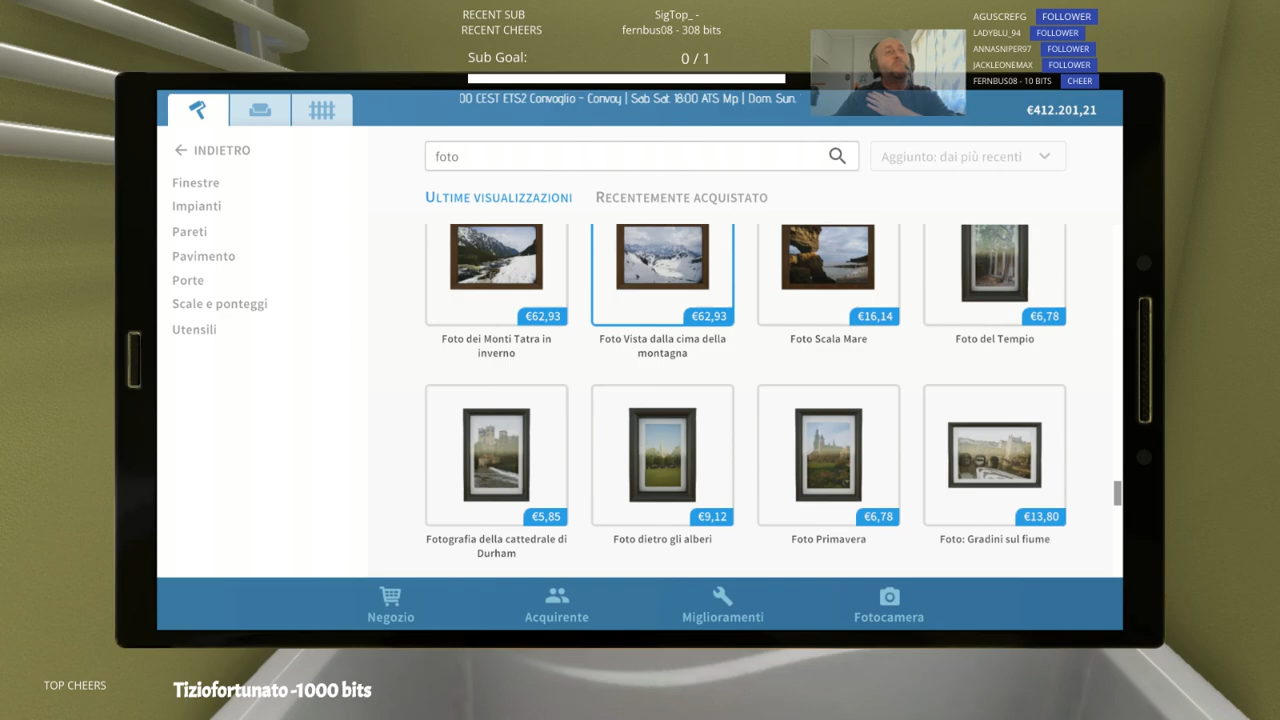 RECENT SUB
SigTop_ -
RECENT CHEERS
fernbus08 - 308 bits
Sub Goal:
0 / 1
AGUSCREFG FOLLOWER
LADYBLU_94 FOLLOWER
ANNASNIPER97 FOLLOWER
JACKLEONEMAX FOLLOWER
FERNBUS08 - 10 BITS CHEER
DO CEST ETS2 Convoglio - Convoy | Sab Sat. 18:00 ATS Mp | Dom. Sun.
€412.201,21
INDIETRO
Finestre
Impianti
Pareti
Pavimento
Porte
Scale e ponteggi
Utensili
foto
Aggiunto: dai più recenti
ULTIME VISUALIZZAZIONI
RECENTEMENTE ACQUISTATO
€62,93
€62,93
€16,14
€6,78
Foto dei Monti Tatra in
inverno
Foto Vista dalla cima della
montagna
Foto Scala Mare
Foto del Tempio
€5,85
€9,12
€6,78
€13,80
Fotografia della cattedrale di
Durham
Foto dietro gli alberi
Foto Primavera
Foto: Gradini sul fiume
Negozio
Acquirente
Miglioramenti
Fotocamera
TOP CHEERS
Tiziofortunato -1000 bits